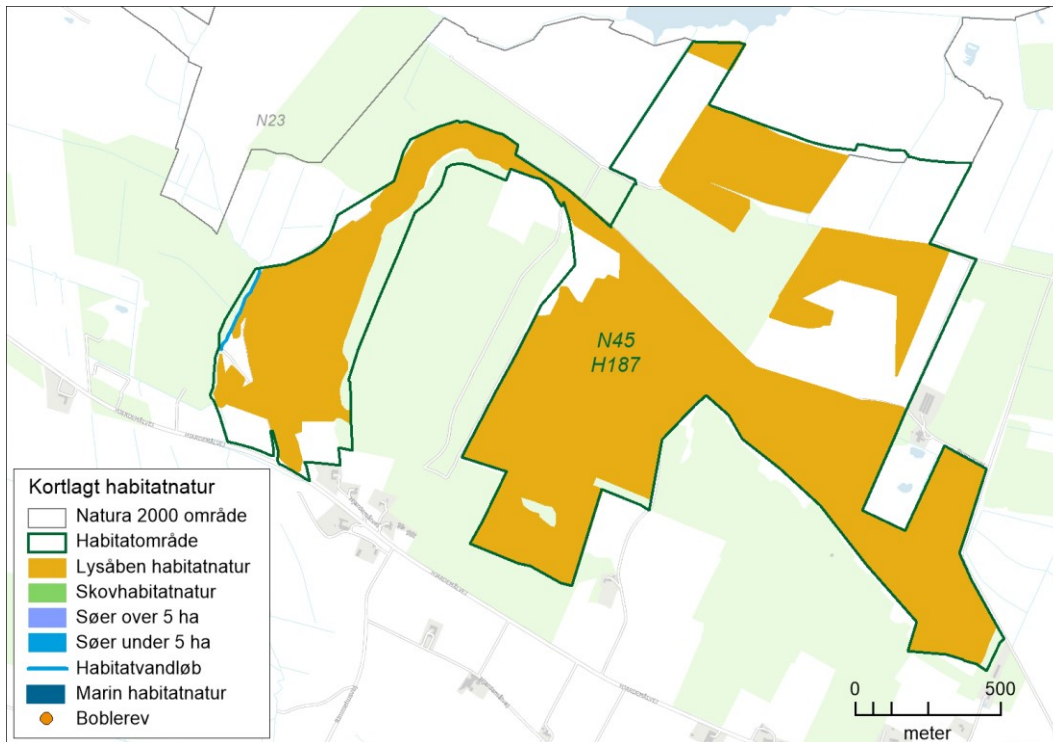 N23
N45
H187
Kortlagt habitatnatur
Natura 2000 område
Habitatområde
Lysåben habitatnatur
Skovhabitatnatur
Søer over 5 ha
Søer under 5 ha
Habitatvandløb
Marin habitatnatur
Boblerev
0 500
meter